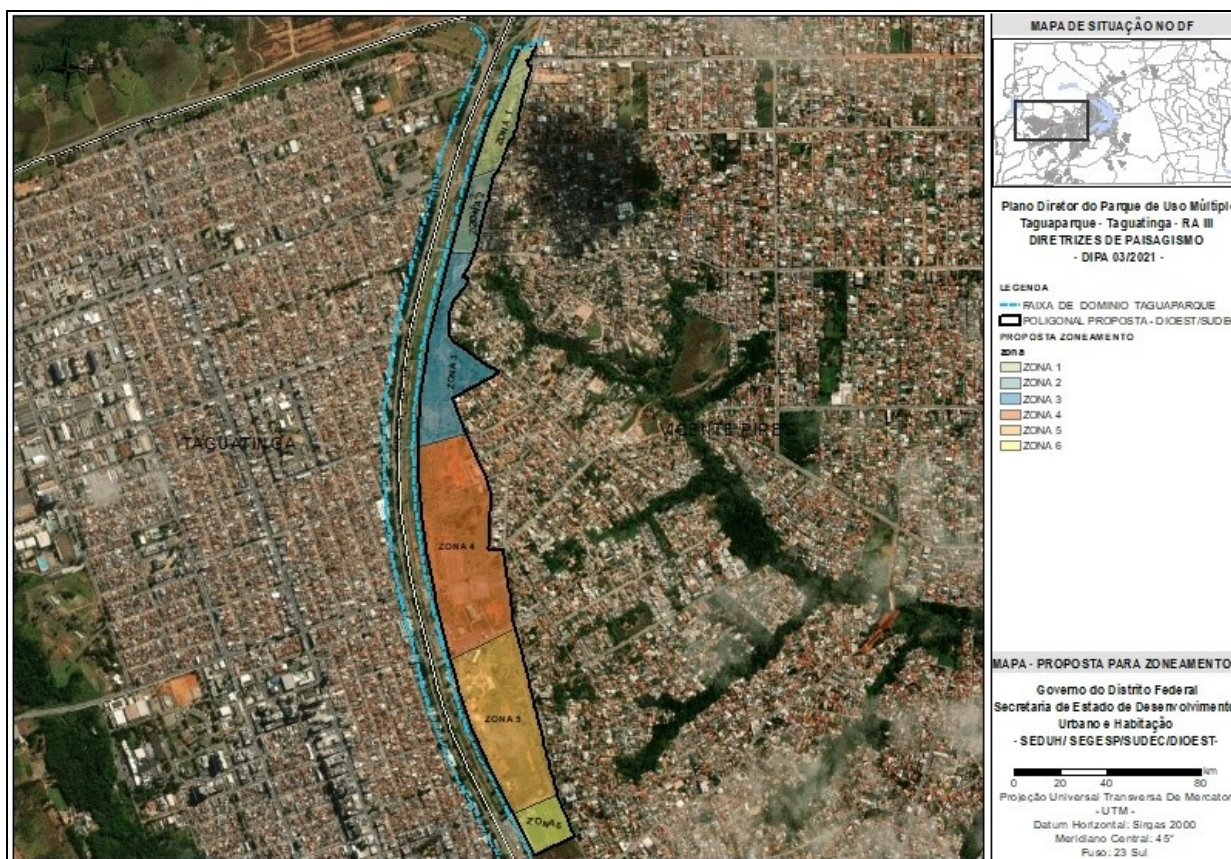 MAPA DE SITUAÇÃO NO DF
Plano Diretor do Parque de Uso Múltiplo
Taguaparque - Taguatinga - RA III
DIRETRIZES DE PAISAGISMO
- DIPA 03/2021 -
LEGENDA
FAIXA DE DOMINIO TAGUAPARQUE
POLIGONAL PROPOSTA - DIOEST/SUDE
PROPOSTA ZONEAMENTO
zona
ZONA 1
ZONA 2
ZONA 3
ZONA 4
ZONA 5
ZONA 6
MAPA - PROPOSTA PARA ZONEAMENTO
Governo do Distrito Federal
Secretaria de Estado de Desenvolvimento
Urbano e Habitação
- SEDUH/ SEGESP/SUDEC/DIOEST-
km
0 20 40 80
Projeção Universal Transversa De Mercator
- UTM -
Datum Horizontal: Sirgas 2000
Meridiano Central: 45°
Fuso: 23 Sul
ZONA 1
ZONA 2
ZONA 3
TAGUATINGA
VICENTE PIRES
ZONA 4
ZONA 5
ZONA 6